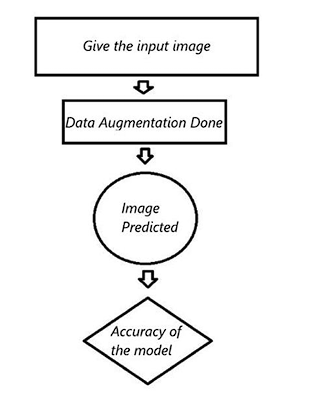 Give the input image
Data Augmentation Done
Image
Predicted
Accuracy of
the model